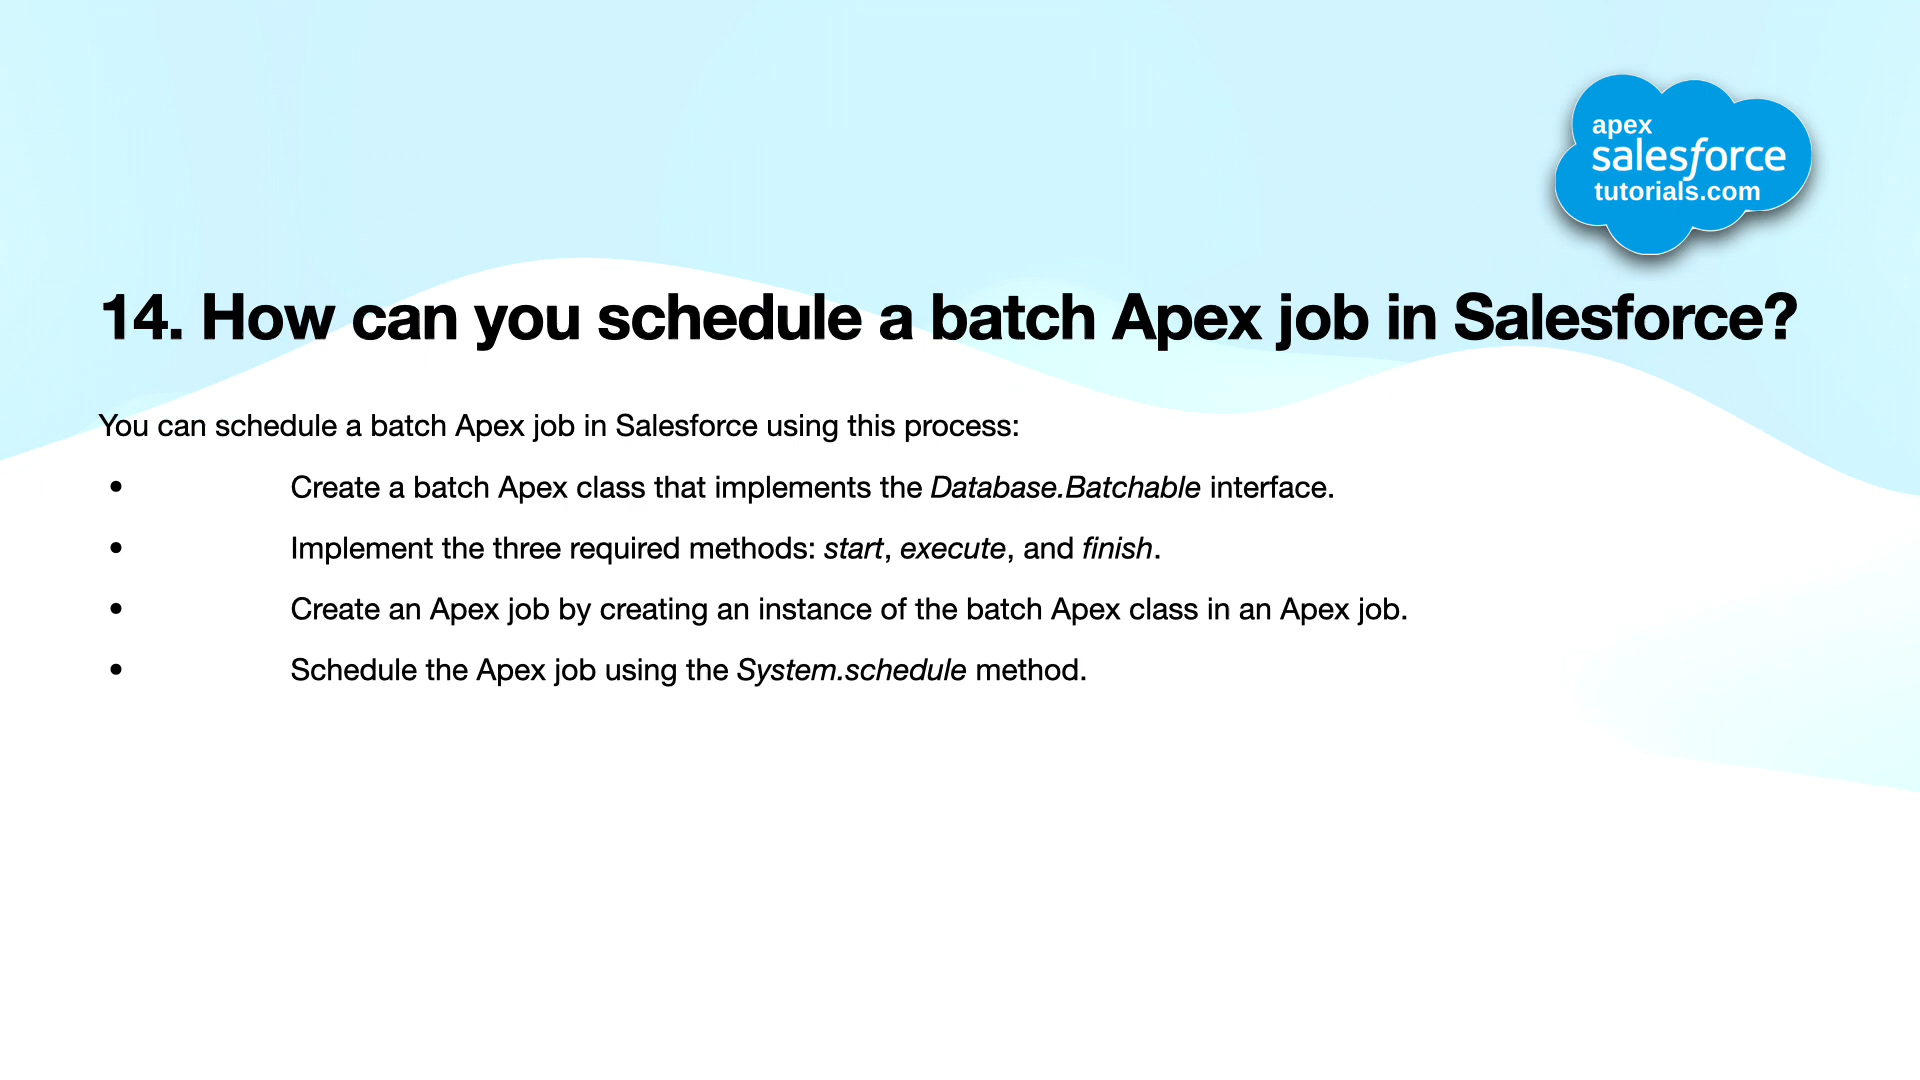 apex
salesforce
tutorials.com
14. How can you schedule a batch Apex job in Salesforce?
You can schedule a batch Apex job in Salesforce using this process:
• Create a batch Apex class that implements the Database.Batchable interface.
• Implement the three required methods: start, execute, and finish.
• Create an Apex job by creating an instance of the batch Apex class in an Apex job.
• Schedule the Apex job using the System.schedule method.